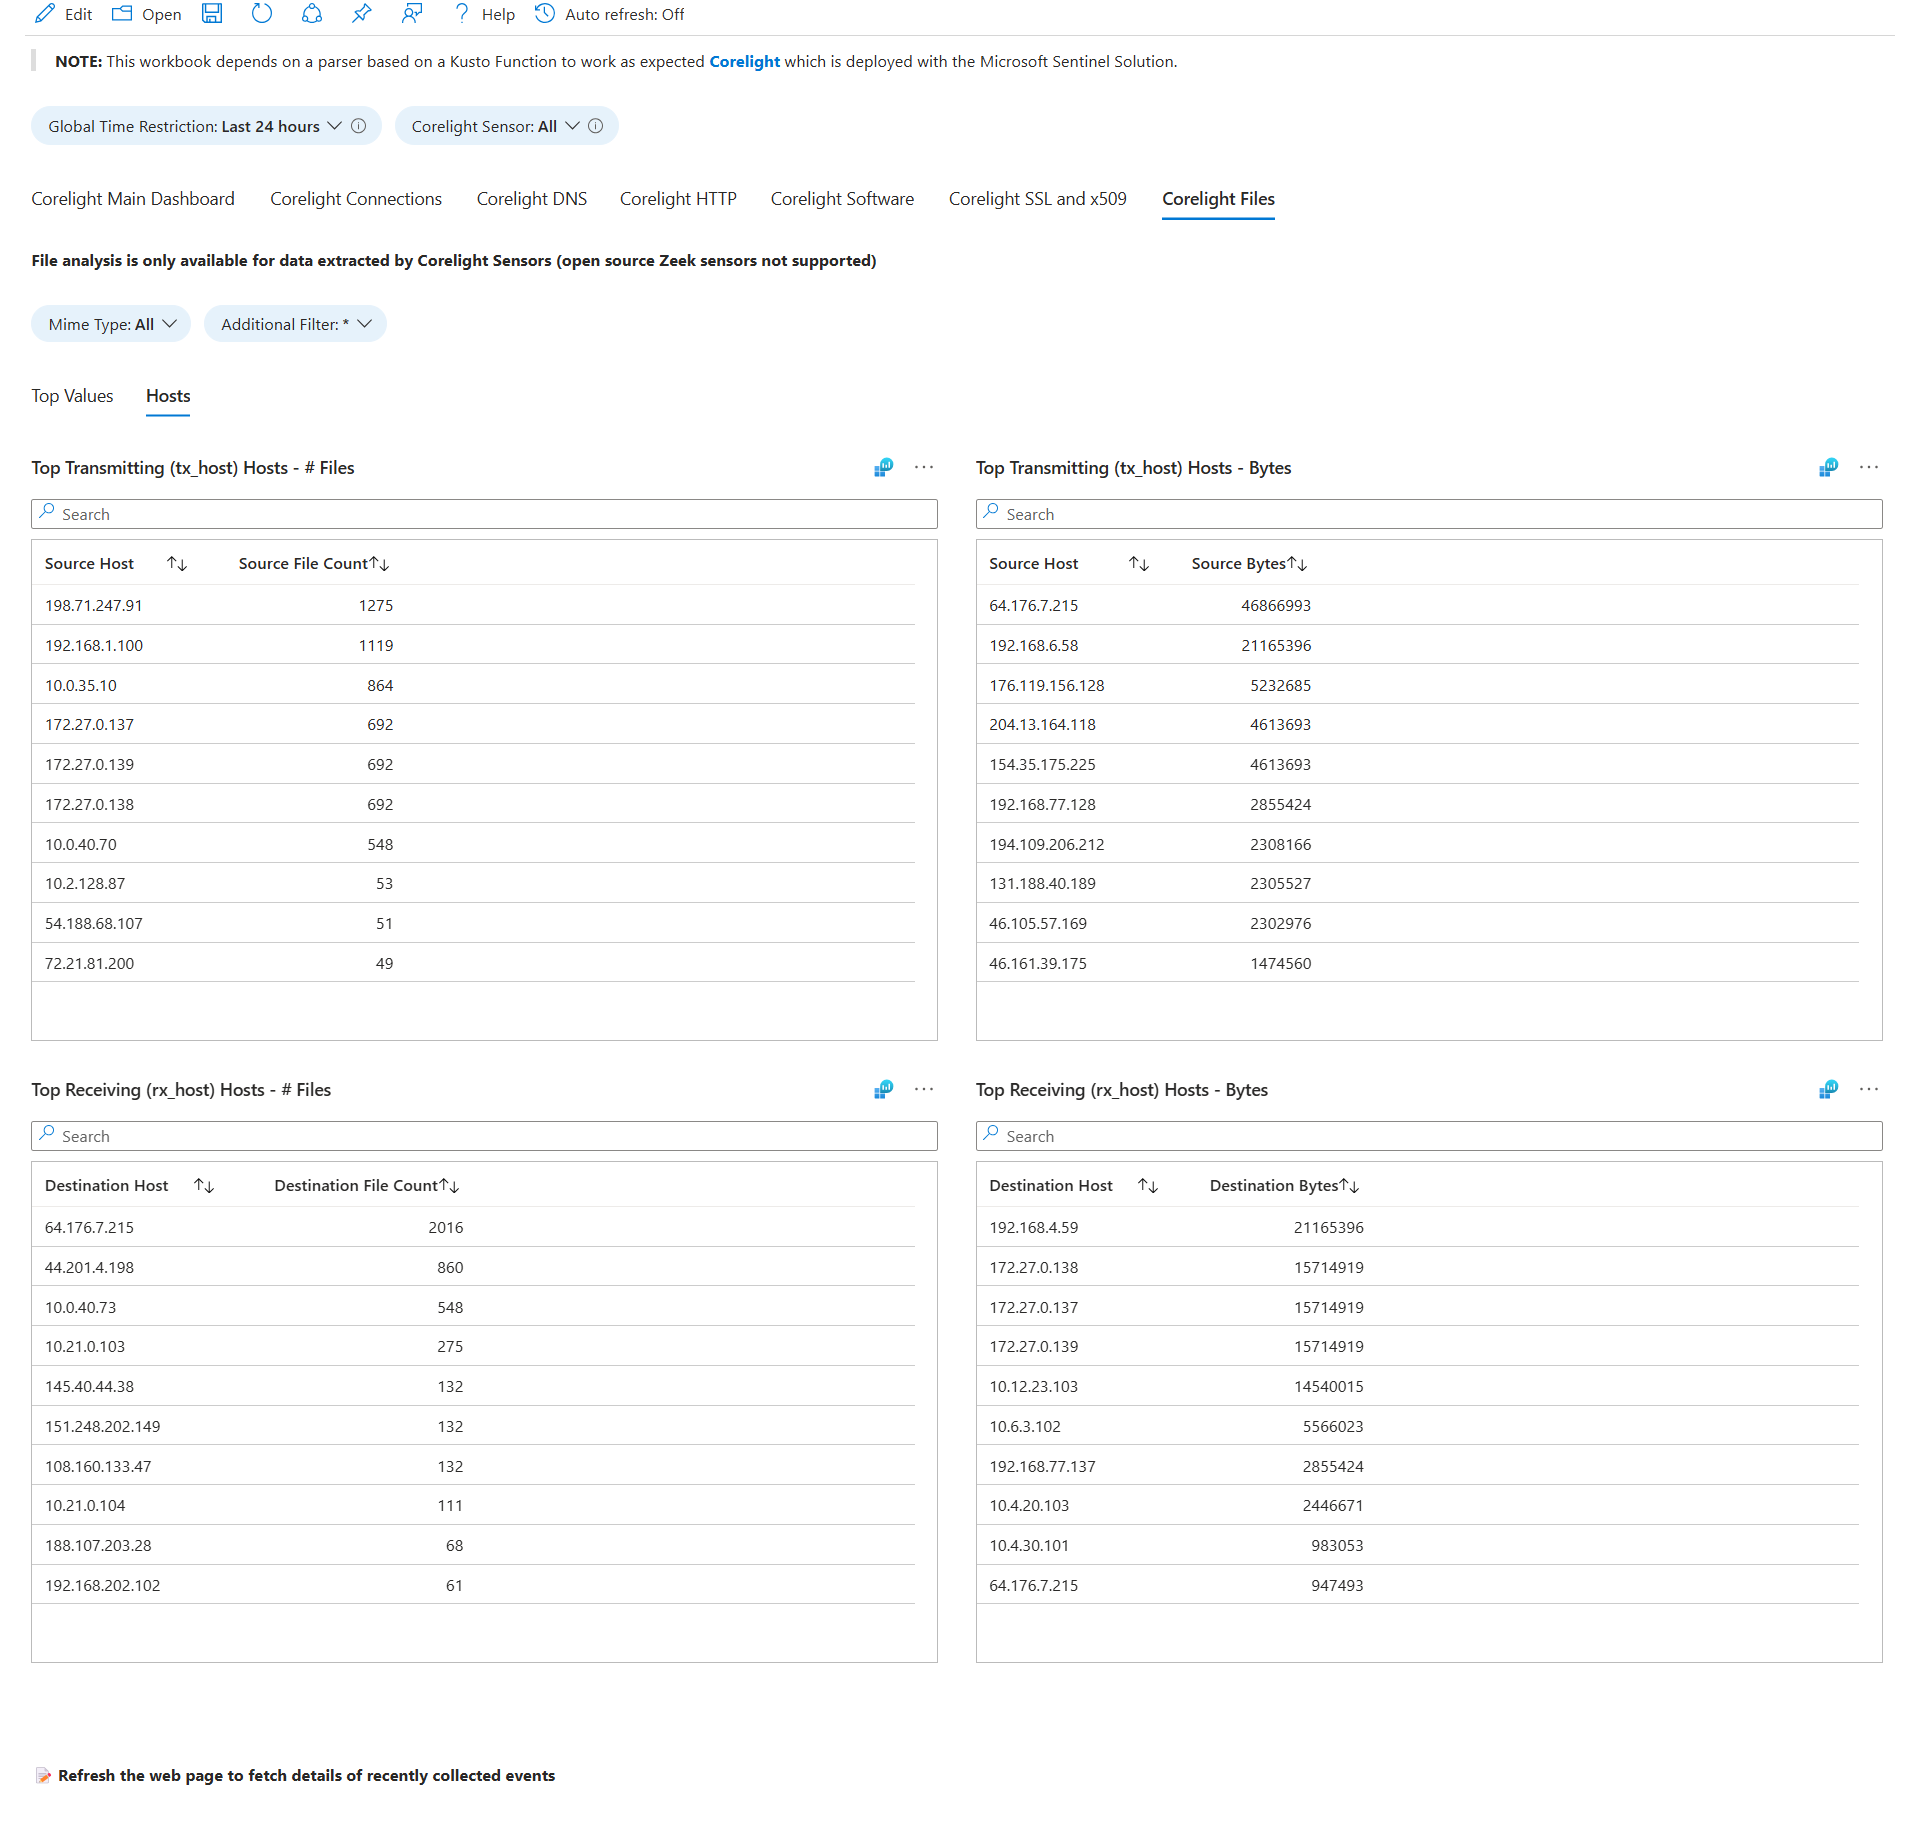 Edit Open Help Auto refresh: Off
NOTE: This workbook depends on a parser based on a Kusto Function to work as expected Corelight which is deployed with the Microsoft Sentinel Solution.
Global Time Restriction: Last 24 hours Corelight Sensor: All
Corelight Main Dashboard Corelight Connections Corelight DNS Corelight HTTP Corelight Software Corelight SSL and x509 Corelight Files
File analysis is only available for data extracted by Corelight Sensors (open source Zeek sensors not supported)
Mime Type: All Additional Filter: *
Top Values Hosts
Top Transmitting (tx_host) Hosts - # Files
Search
Source Host Source File Count
198.71.247.91 1275
192.168.1.100 1119
10.0.35.10 864
172.27.0.137 692
172.27.0.139 692
172.27.0.138 692
10.0.40.70 548
10.2.128.87 53
54.188.68.107 51
72.21.81.200 49
Top Transmitting (tx_host) Hosts - Bytes
Search
Source Host Source Bytes
64.176.7.215 46866993
192.168.6.58 21165396
176.119.156.128 5232685
204.13.164.118 4613693
154.35.175.225 4613693
192.168.77.128 2855424
194.109.206.212 2308166
131.188.40.189 2305527
46.105.57.169 2302976
46.161.39.175 1474560
Top Receiving (rx_host) Hosts - # Files
Search
Destination Host Destination File Count
64.176.7.215 2016
44.201.4.198 860
10.0.40.73 548
10.21.0.103 275
145.40.44.38 132
151.248.202.149 132
108.160.133.47 132
10.21.0.104 111
188.107.203.28 68
192.168.202.102 61
Top Receiving (rx_host) Hosts - Bytes
Search
Destination Host Destination Bytes
192.168.4.59 21165396
172.27.0.138 15714919
172.27.0.137 15714919
172.27.0.139 15714919
10.12.23.103 14540015
10.6.3.102 5566023
192.168.77.137 2855424
10.4.20.103 2446671
10.4.30.101 983053
64.176.7.215 947493
Refresh the web page to fetch details of recently collected events